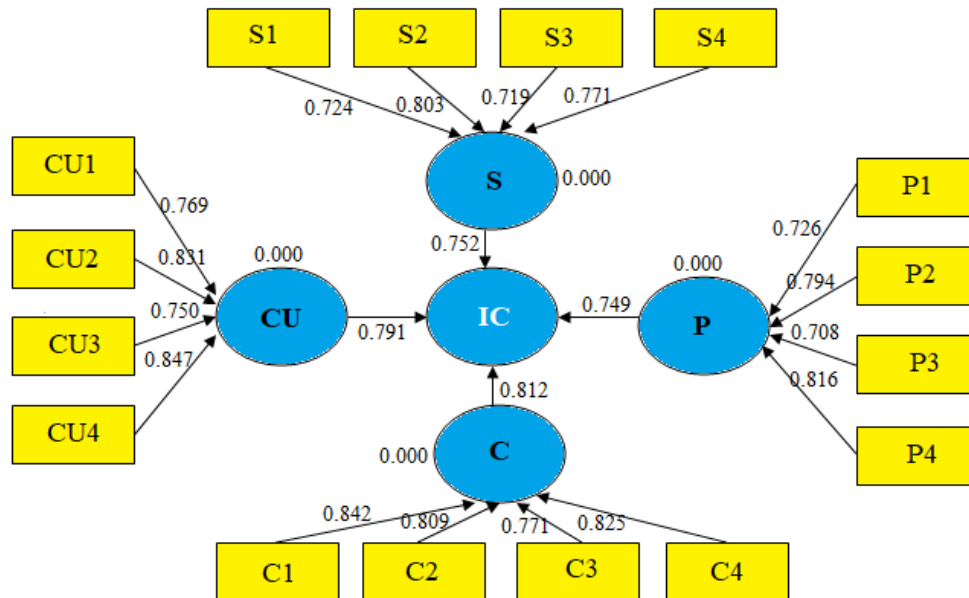 S1
S2
S3
S4
0.724
0.803
0.719
0.771
S
0.000
CU1
CU2
CU3
CU4
0.769
0.831
0.750
0.847
0.000
CU
0.752
IC
0.791
0.749
0.812
0.000
P
P1
P2
P3
P4
0.726
0.794
0.708
0.816
0.000
C
0.842
0.809
0.771
0.825
C1
C2
C3
C4